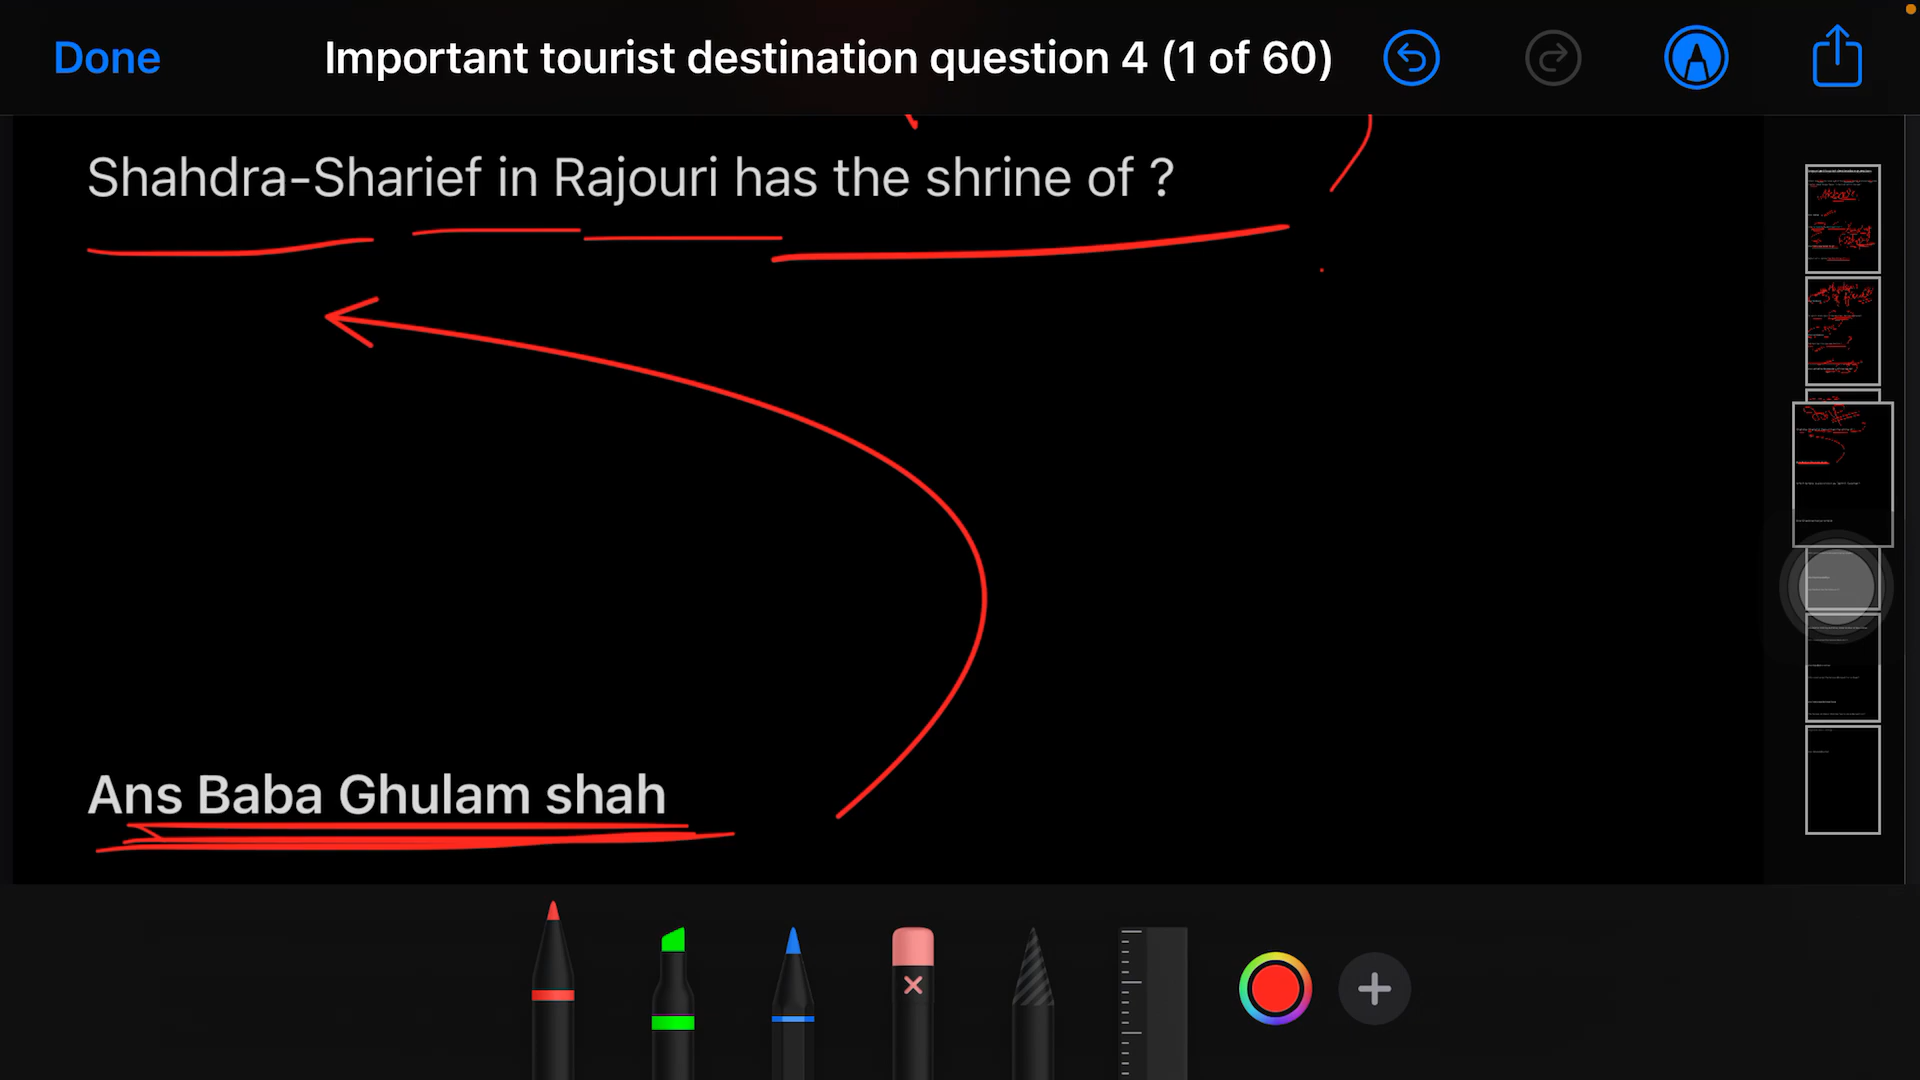 Done
Important tourist destination question 4 (1 of 60)
Shahdra-Sharief in Rajouri has the shrine of ?
Ans Baba Ghulam shah